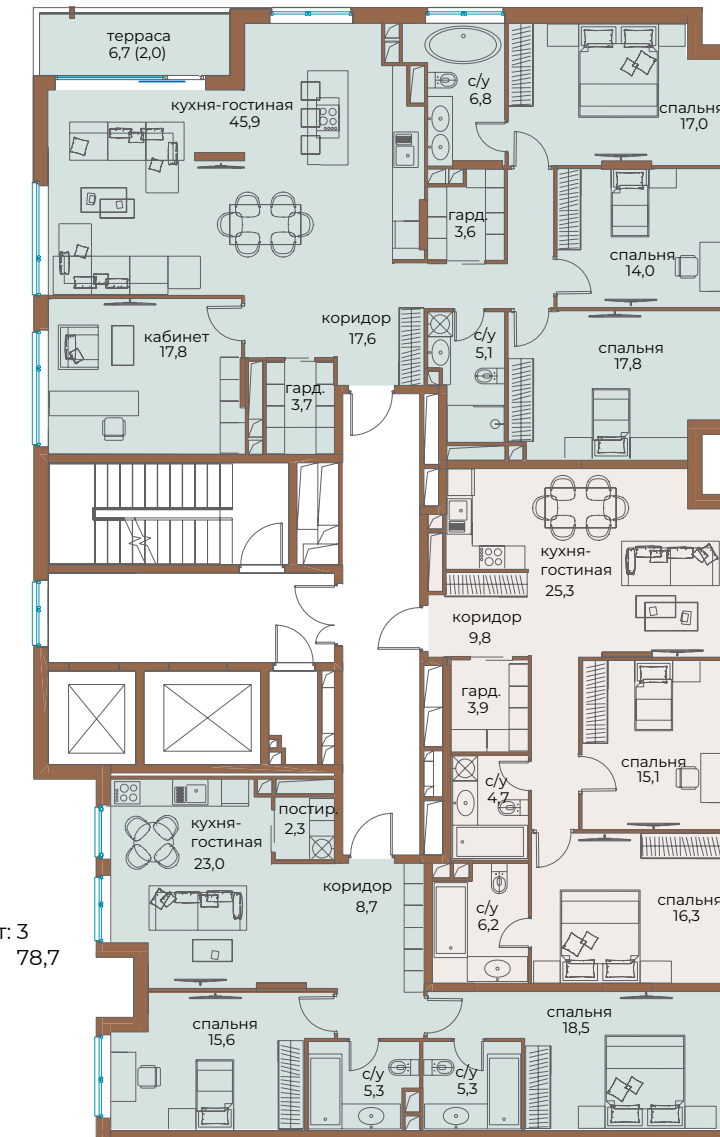 терраса
6,7 (2,0)
кухня-гостиная
45,9
с/у
6,8
спальня
17,0
гард.
3,6
спальня
14,0
коридор
17,6
с/у
5,1
спальня
17,8
кабинет
17,8
гард.
3,7
кухня-
гостиная
25,3
коридор
9,8
гард.
3,9
спальня
15,1
с/у
4,7
спальня
16,3
с/у
6,2
постир.
2,3
кухня-
гостиная
23,0
коридор
8,7
т: 3
78,7
спальня
15,6
с/у
5,3
с/у
5,3
спальня
18,5